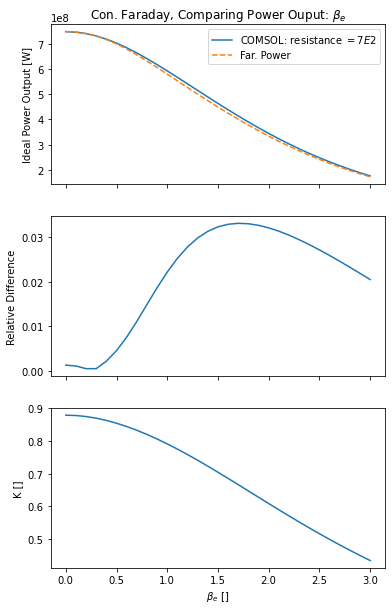 Con. Faraday, Comparing Power Ouput: βe
1e8
COMSOL: resistance = 7E2
Far. Power
Ideal Power Output [W]
7
6
5
4
3
2
Relative Difference
0.03
0.02
0.01
0.00
K []
0.9
0.8
0.7
0.6
0.5
0.0 0.5 1.0 1.5 2.0 2.5 3.0
βe []